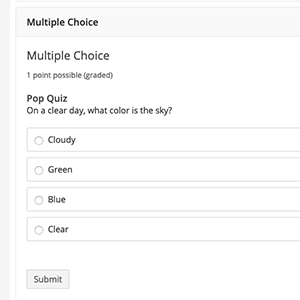 Multiple Choice
Multiple Choice
1 point possible (graded)
Pop Quiz
On a clear day, what color is the sky?
Cloudy
Green
Blue
Clear
Submit